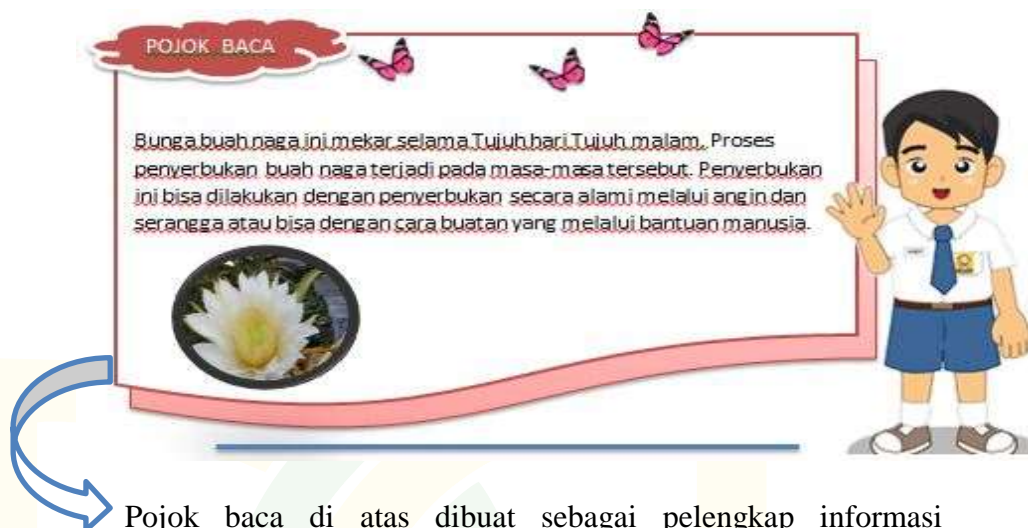 POJOK BACA
Bunga buah naga ini mekar selama Tujuh hari Tujuh malam. Proses
penyerbukan buah naga terjadi pada masa-masa tersebut. Penyerbukan
ini bisa dilakukan dengan penyerbukan secara alami melalui angin dan
serangga atau bisa dengan cara buatan yang melalui bantuan manusia.
Pojok baca di atas dibuat sebagai pelengkap informasi